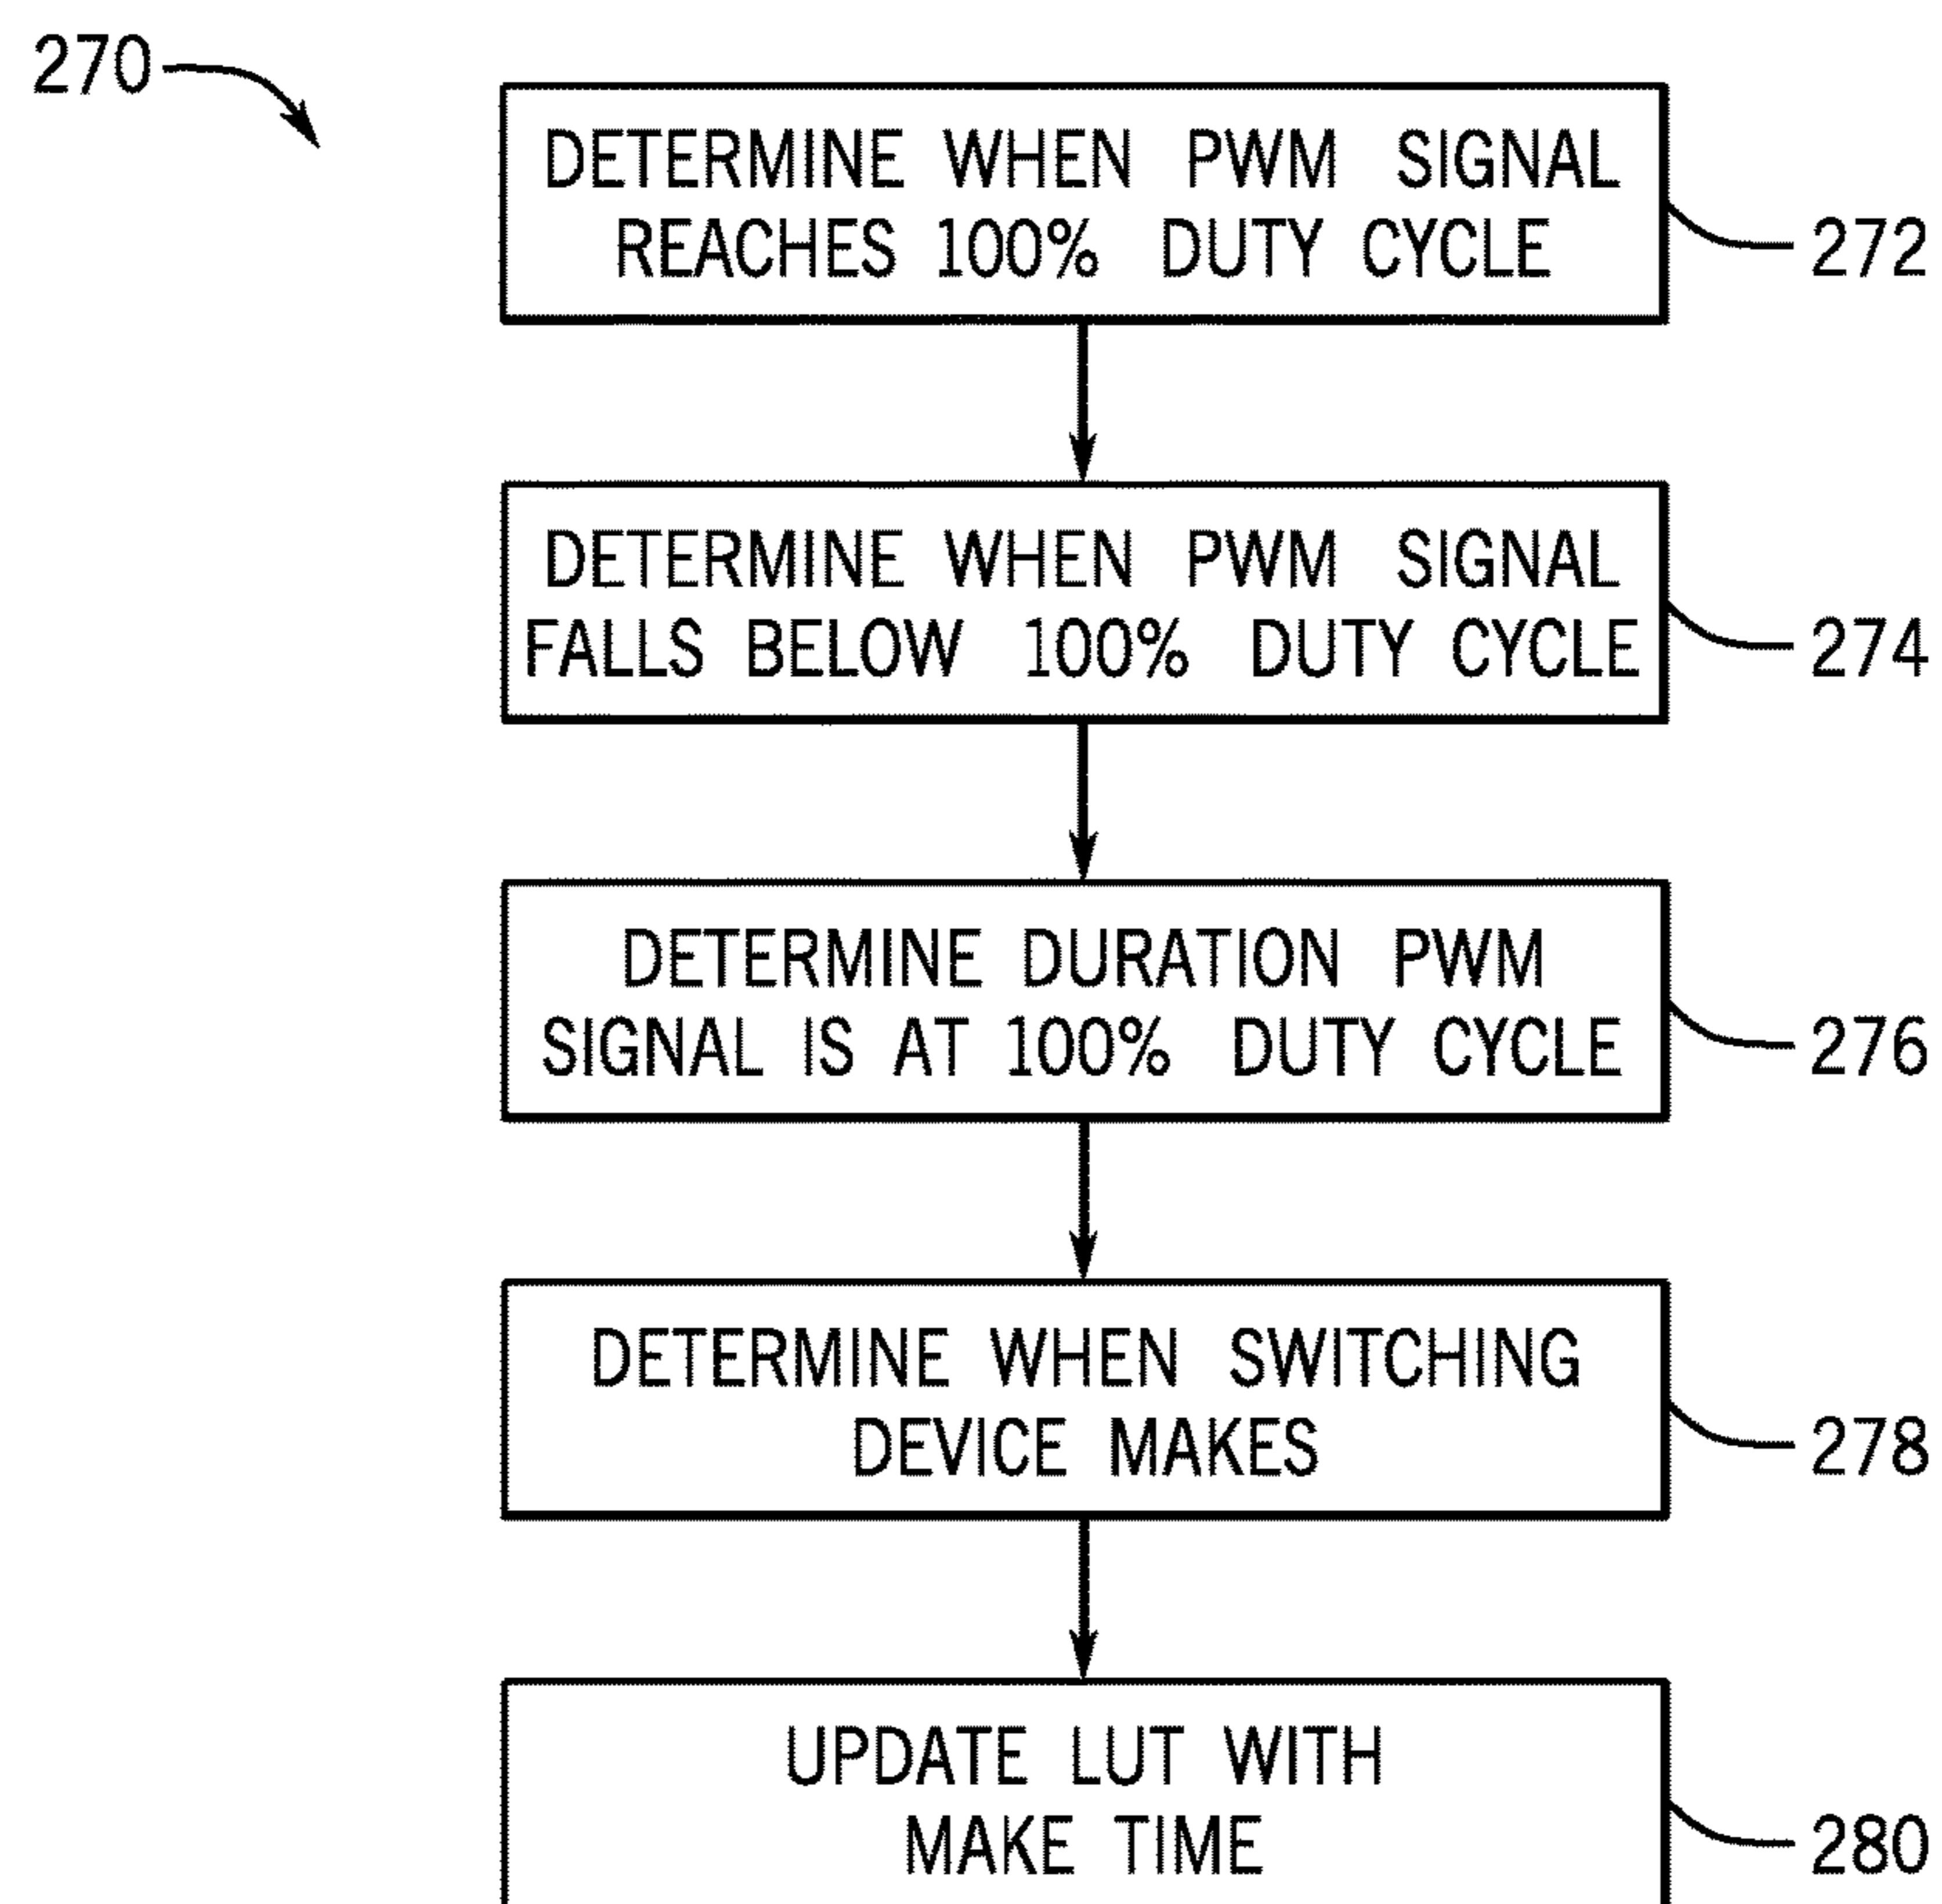 270
DETERMINE WHEN PWM SIGNAL
REACHES 100% DUTY CYCLE
272
DETERMINE WHEN PWM SIGNAL
FALLS BELOW 100% DUTY CYCLE
274
DETERMINE DURATION PWM
SIGNAL IS AT 100% DUTY CYCLE
276
DETERMINE WHEN SWITCHING
DEVICE MAKES
278
UPDATE LUT WITH
MAKE TIME
280